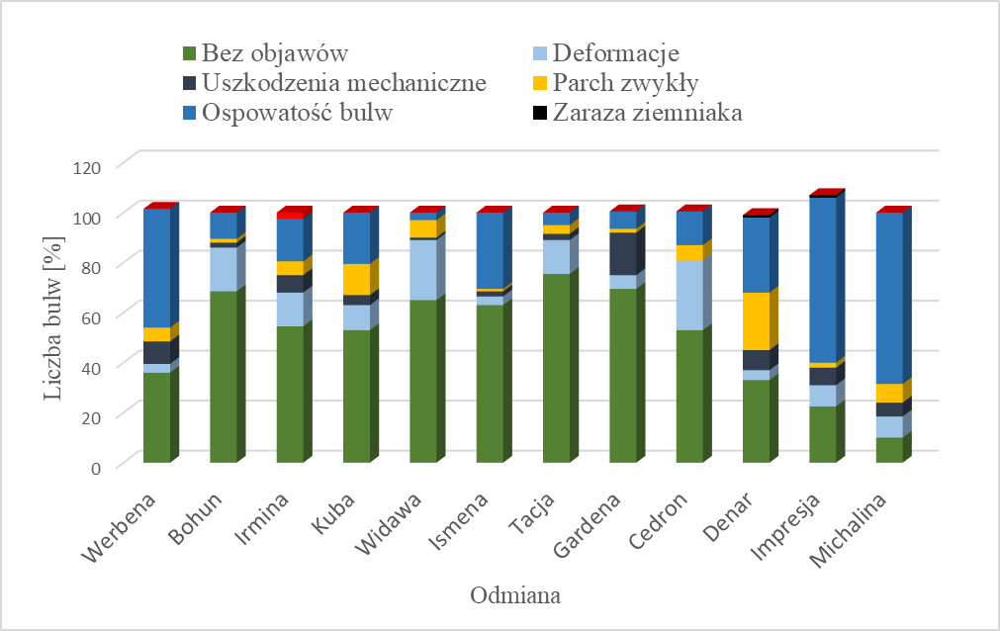 Bez objawów Deformacje
Uszkodzenia mechaniczne Parch zwykły
Ospowatość bulw Zaraza ziemniaka
Liczba bulw [%]
120
100
80
60
40
20
0
Werbena Bohun Irmina Kuba Widawa Ismena Tacja Gardena Cedron Denar Impresja Michalina
Odmiana